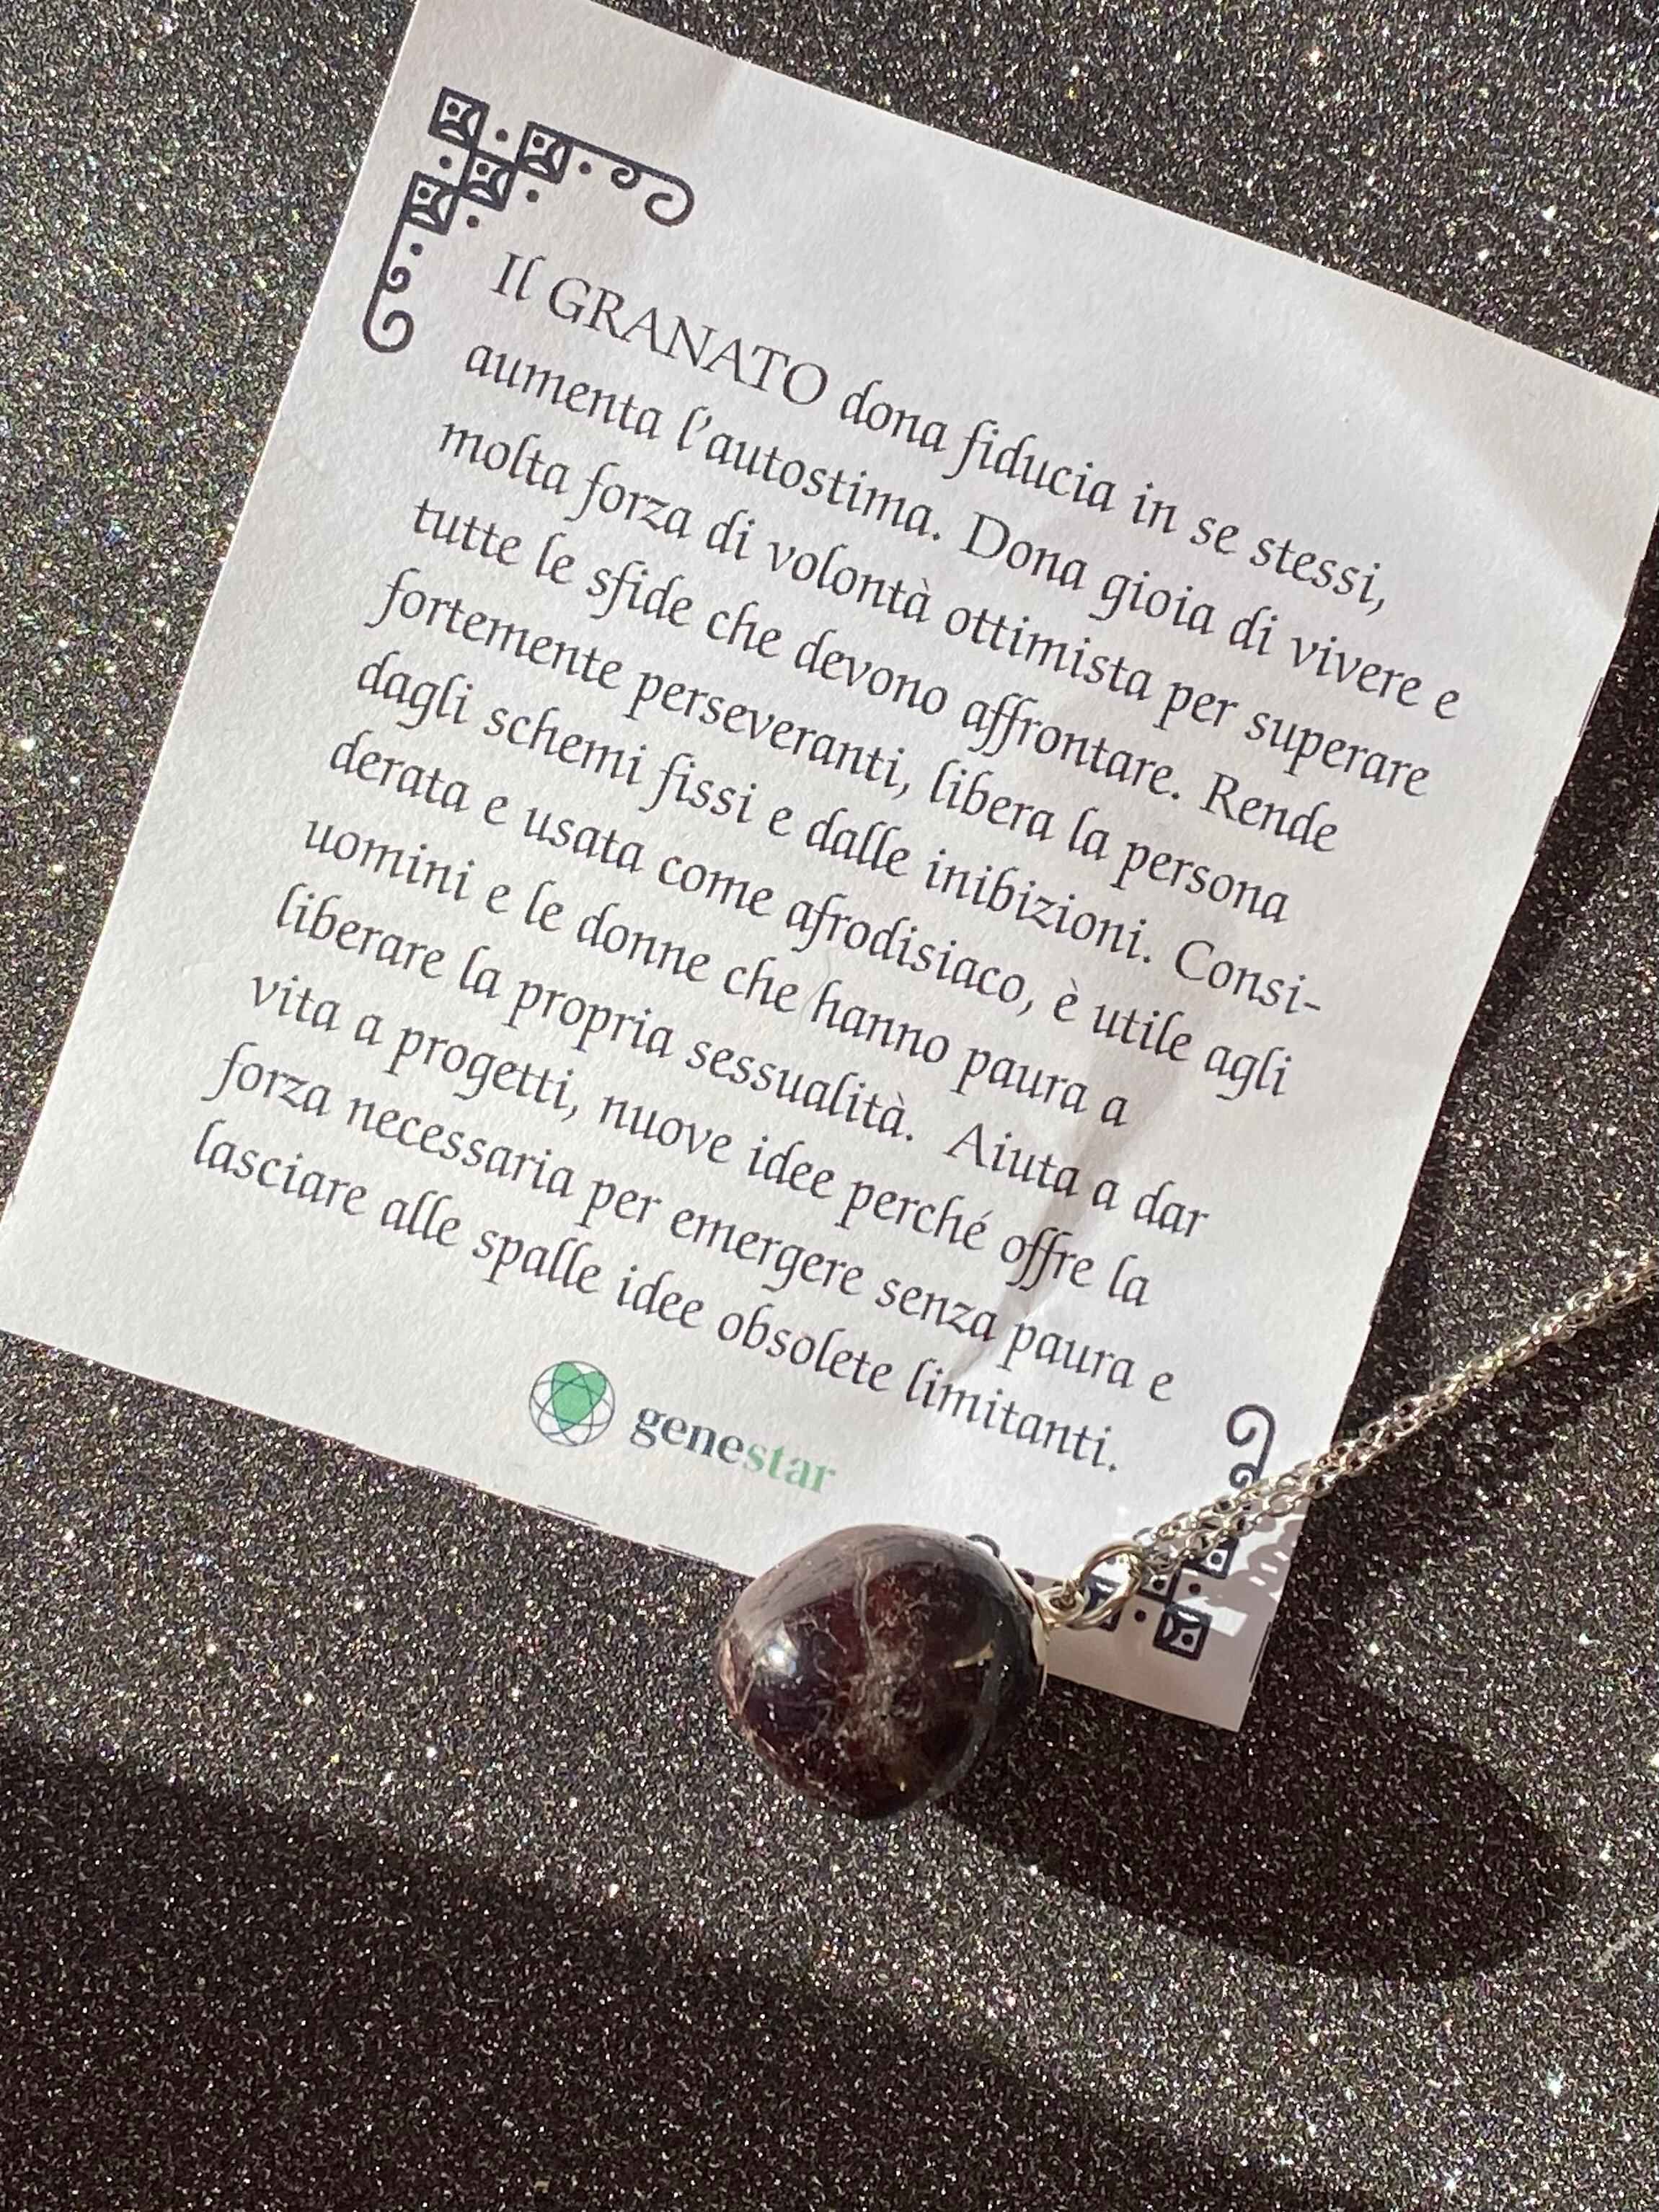 Il GRANATO dona fiducia in se stessi,
aumenta l'autostima. Dona gioia di vivere e
molta forza di volontà ottimista per superare
tutte le sfide che devono affrontare. Rende
fortemente perseveranti, libera la persona
dagli schemi fissi e dalle inibizioni. Consi-
derata e usata come afrodisiaco, è utile agli
uomini e le donne che hanno paura a
liberare la propria sessualità. Aiuta a dar
vita a progetti, nuove idee perché offre la
forza necessaria per emergere senza paura e
lasciare alle spalle idee obsolete limitanti.
genestar